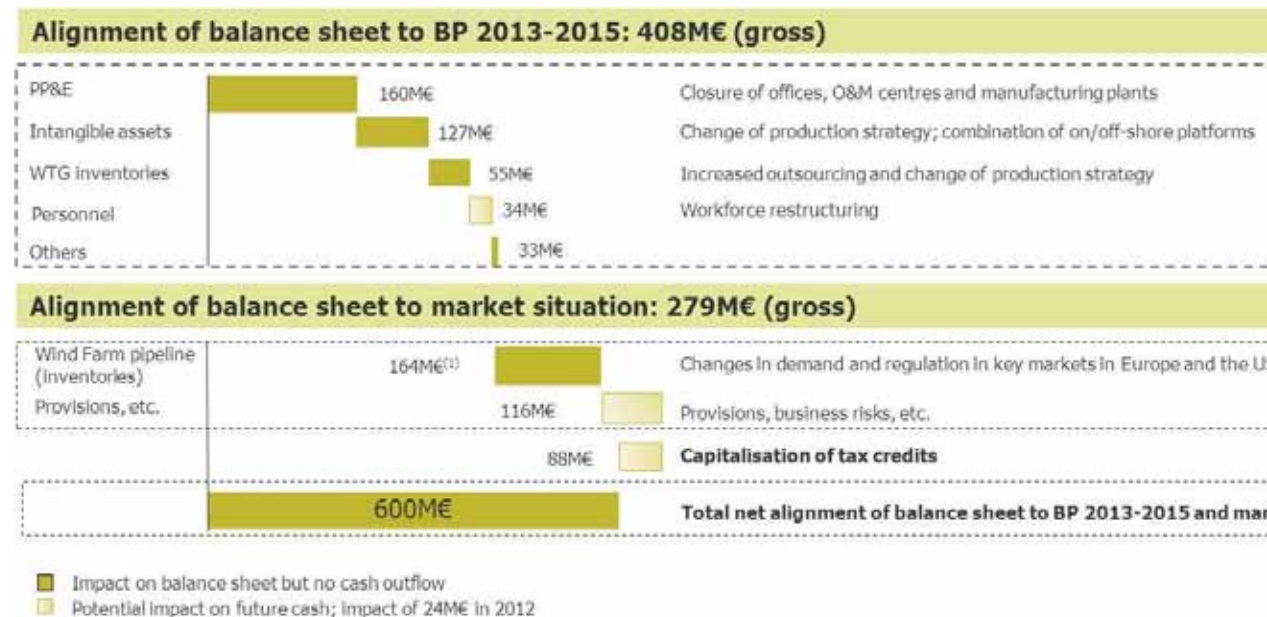 Alignment of balance sheet to BP 2013-2015: 408M€ (gross)
PP&E 160M€ Closure of offices, O&M centres and manufacturing plants
Intangible assets 127M€ Change of production strategy; combination of on/off-shore platforms
WTG inventories 55M€ Increased outsourcing and change of production strategy
Personnel 34M€ Workforce restructuring
Others 33M€
Alignment of balance sheet to market situation: 279M€ (gross)
Wind Farm pipeline
(inventories) 164M€(1) Changes in demand and regulation in key markets in Europe and the
Provisions, etc. 116M€ Provisions, business risks, etc.
88M€ Capitalisation of tax credits
600M€ Total net alignment of balance sheet to BP 2013-2015 and
Impact on balance sheet but no cash outflow
Potential impact on future cash; impact of 24M€ in 2012